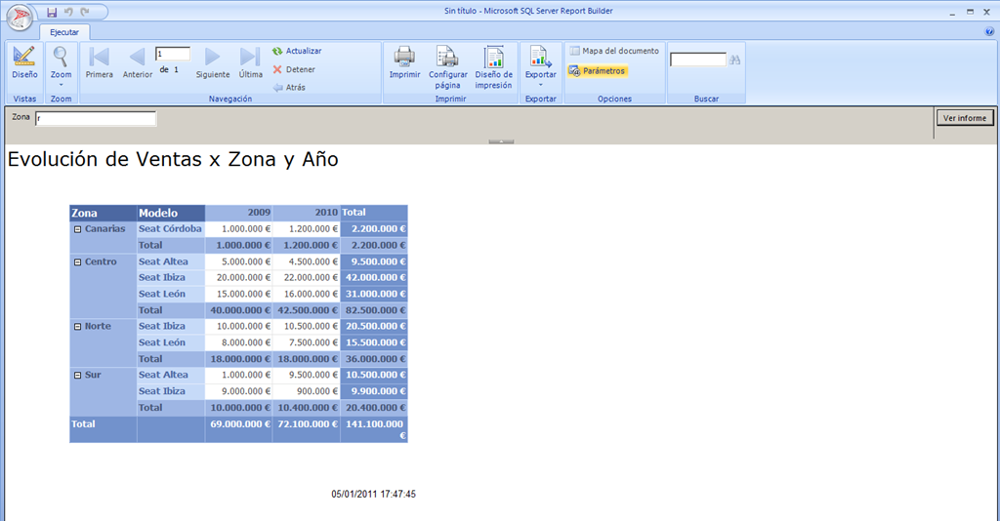 Sin título - Microsoft SQL Server Report Builder
Ejecutar
Diseño
Zoom
Primera
Anterior
1
de 1
Siguiente
Última
Actualizar
Detener
Atrás
Imprimir
Configurar página
Diseño de impresión
Exportar
Mapa del documento
Parámetros
Vistas
Zoom
Navegación
Imprimir
Exportar
Opciones
Buscar
Zona r
Ver informe
Evolución de Ventas x Zona y Año
Zona Modelo 2009 2010 Total
Canarias Seat Córdoba 1.000.000 € 1.200.000 € 2.200.000 €
Total 1.000.000 € 1.200.000 € 2.200.000 €
Centro Seat Altea 5.000.000 € 4.500.000 € 9.500.000 €
Seat Ibiza 20.000.000 € 22.000.000 € 42.000.000 €
Seat León 15.000.000 € 16.000.000 € 31.000.000 €
Total 40.000.000 € 42.500.000 € 82.500.000 €
Norte Seat Ibiza 10.000.000 € 10.500.000 € 20.500.000 €
Seat León 8.000.000 € 7.500.000 € 15.500.000 €
Total 18.000.000 € 18.000.000 € 36.000.000 €
Sur Seat Altea 1.000.000 € 9.500.000 € 10.500.000 €
Seat Ibiza 9.000.000 € 900.000 € 9.900.000 €
Total 10.000.000 € 10.400.000 € 20.400.000 €
Total 69.000.000 € 72.100.000 € 141.100.000
€
05/01/2011 17:47:45